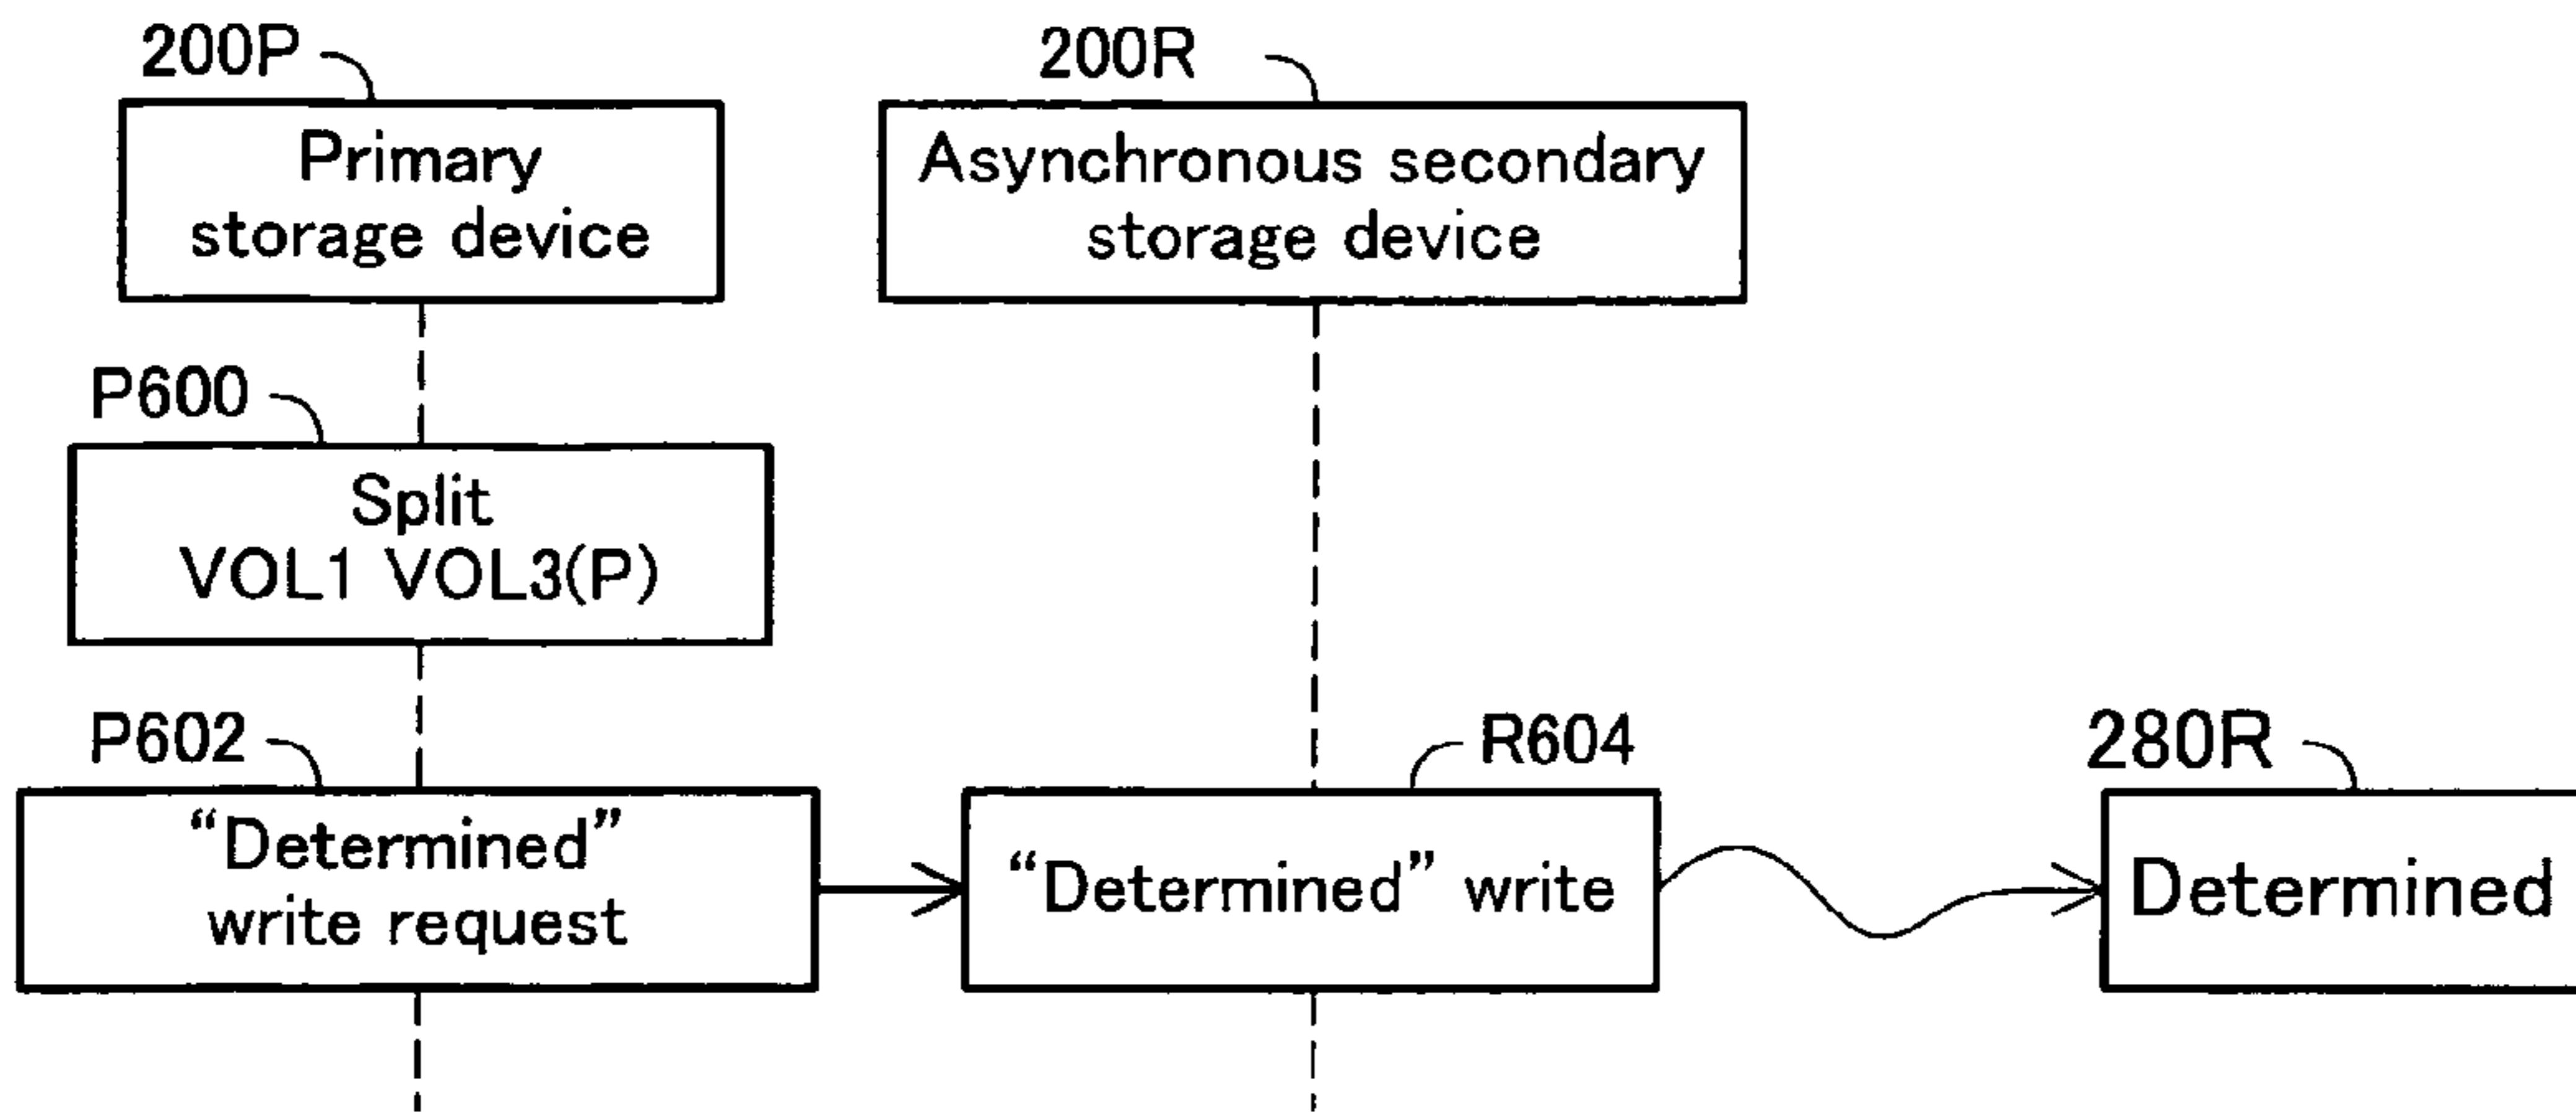 200P
200R
Primary
storage device
Asynchronous secondary
storage device
P600
Split
VOL1 VOL3(P)
P602
R604
280R
“Determined”
write request
“Determined” write
Determined